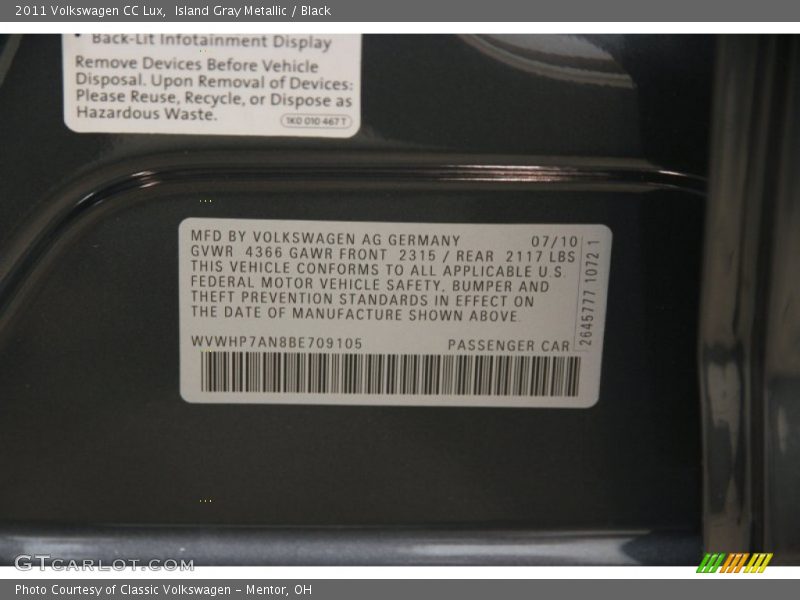 2011 Volkswagen CC Lux, Island Gray Metallic / Black
• Back-Lit Infotainment Display
Remove Devices Before Vehicle
Disposal. Upon Removal of Devices:
Please Reuse, Recycle, or Dispose as
Hazardous Waste.
1K0 010 467 T
MFD BY VOLKSWAGEN AG GERMANY 07/10
GVWR 4366 GAWR FRONT 2315 / REAR 2117 LBS
THIS VEHICLE CONFORMS TO ALL APPLICABLE U.S.
FEDERAL MOTOR VEHICLE SAFETY, BUMPER AND
THEFT PREVENTION STANDARDS IN EFFECT ON
THE DATE OF MANUFACTURE SHOWN ABOVE.
WVWHP7AN8BE709105 PASSENGER CAR
2645777 1072 1
GTCARLOT.COM
Photo Courtesy of Classic Volkswagen - Mentor, OH